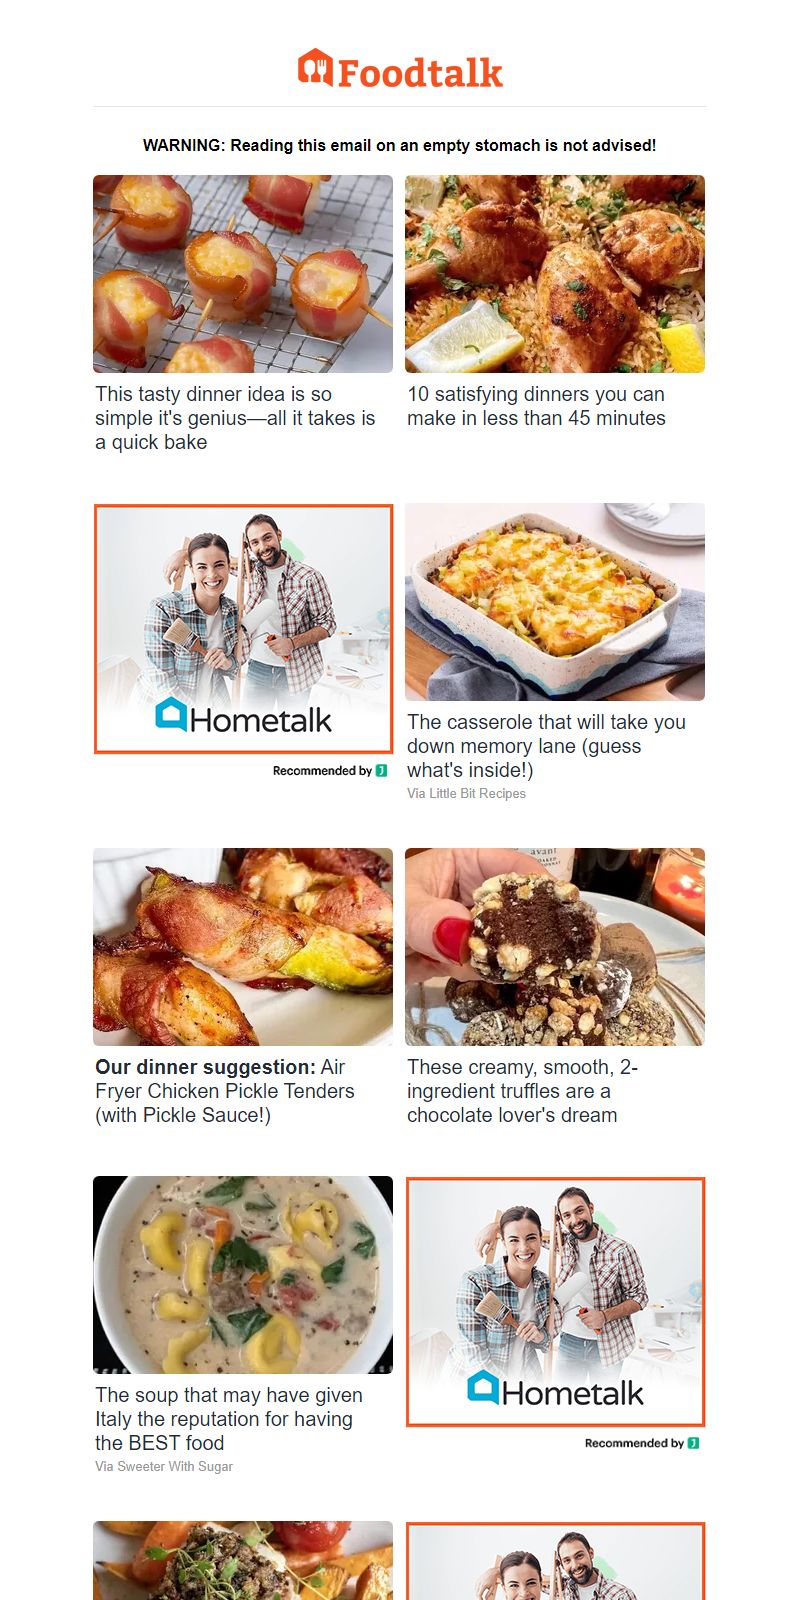 Foodtalk
WARNING: Reading this email on an empty stomach is not advised!
This tasty dinner idea is so
simple it's genius—all it takes is
a quick bake
10 satisfying dinners you can
make in less than 45 minutes
Hometalk
Recommended by
The casserole that will take you
down memory lane (guess
what's inside!)
Via Little Bit Recipes
avant
Our dinner suggestion: Air
Fryer Chicken Pickle Tenders
(with Pickle Sauce!)
These creamy, smooth, 2-
ingredient truffles are a
chocolate lover's dream
The soup that may have given
Italy the reputation for having
the BEST food
Via Sweeter With Sugar
Hometalk
Recommended by